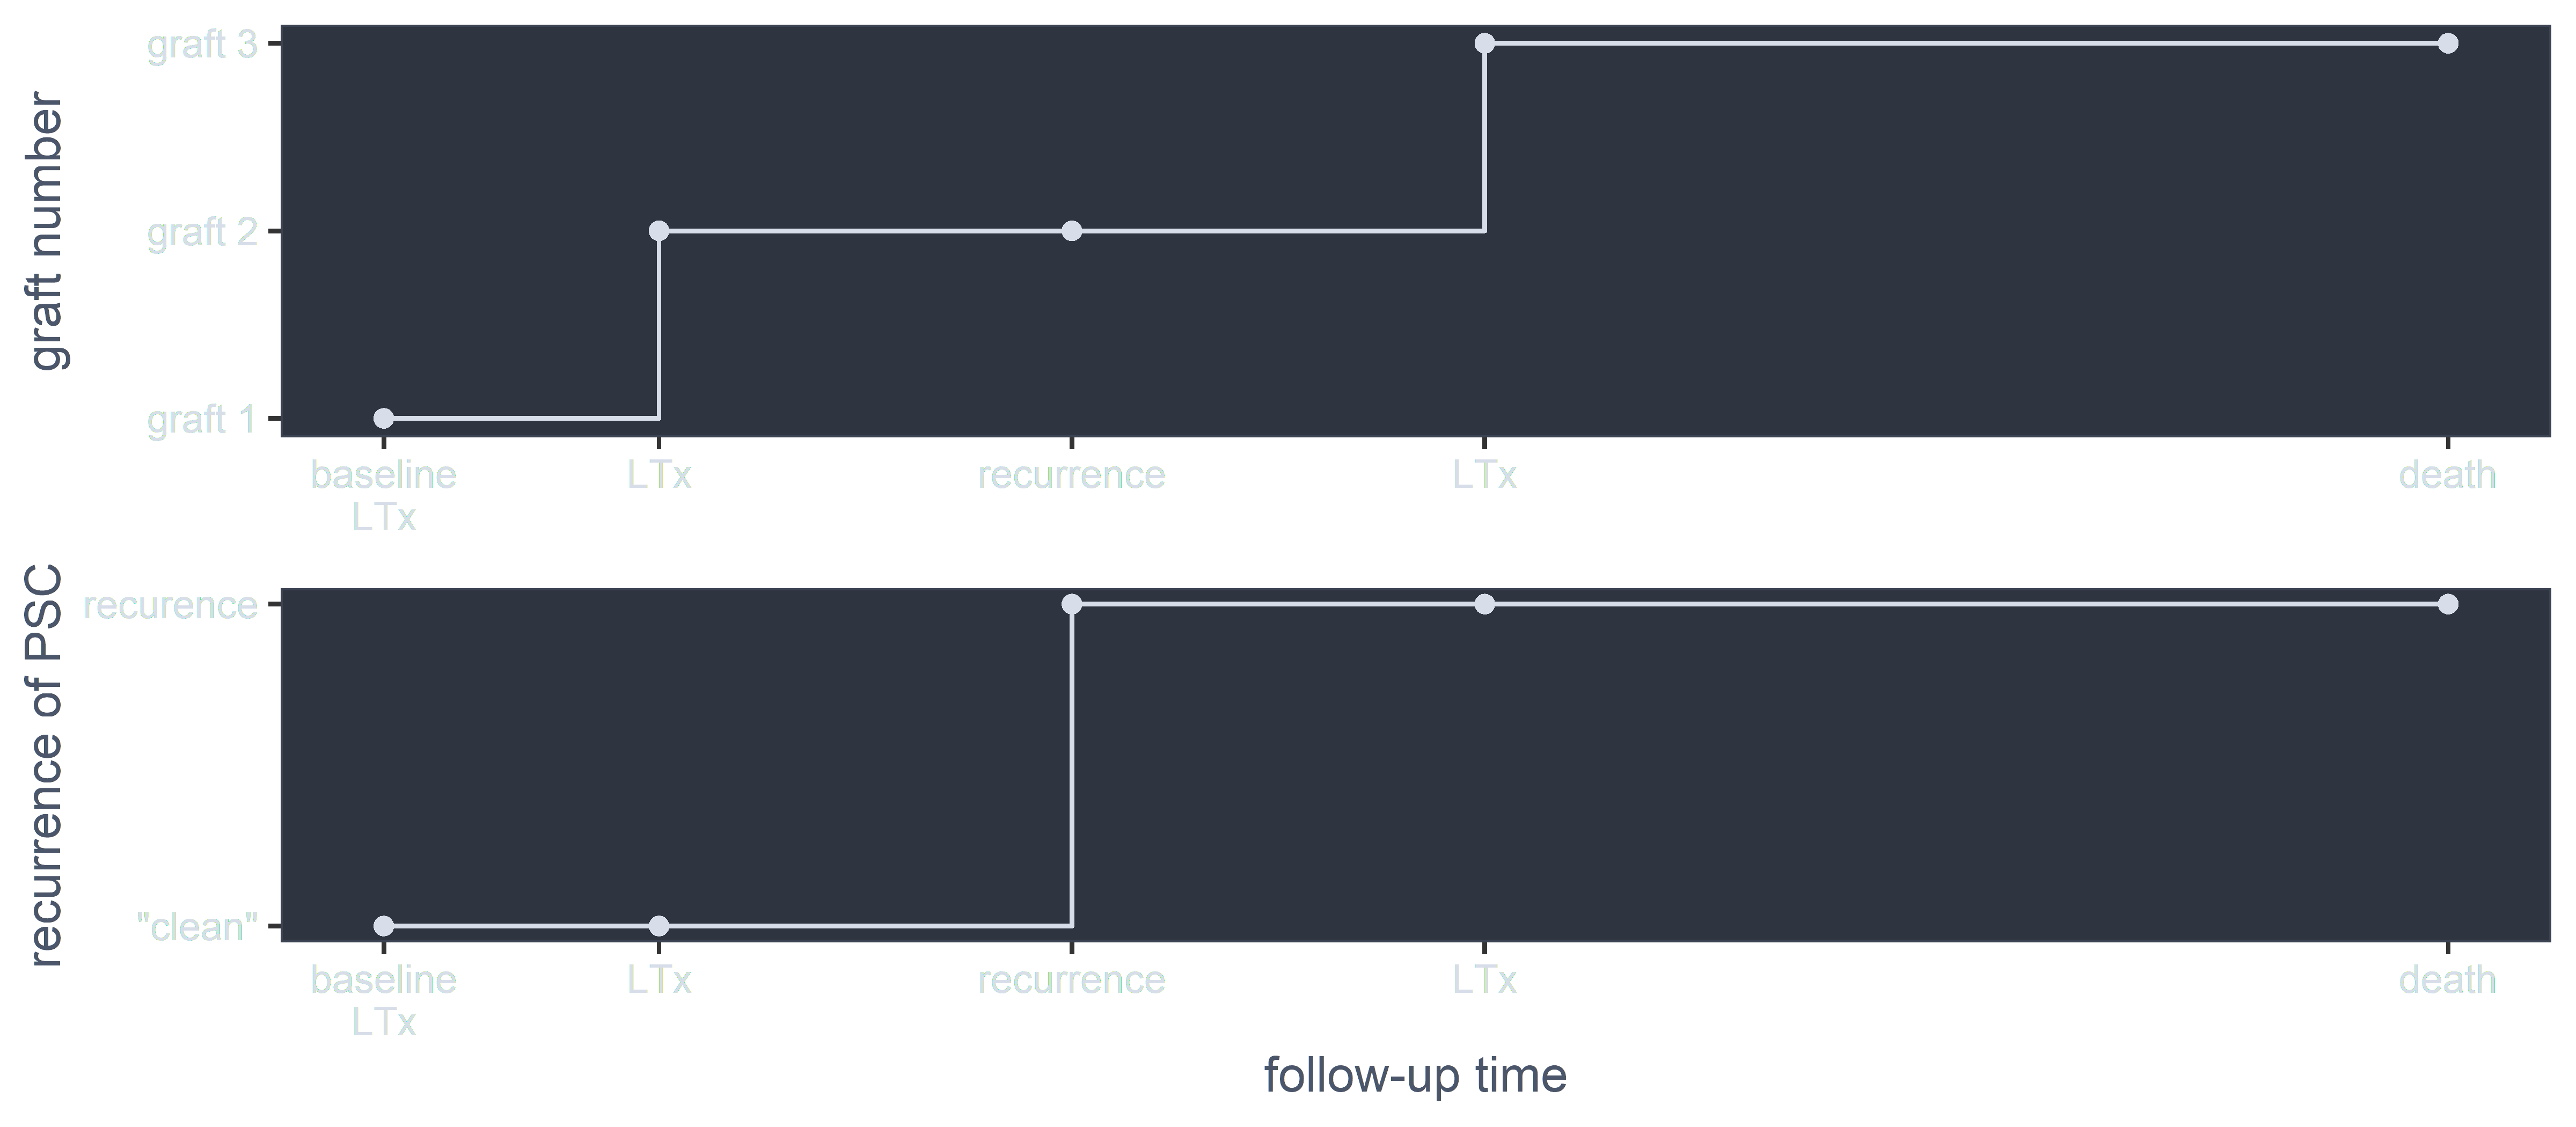 graft number
graft 3
graft 2
graft 1
baseline
LTx
LTx
recurrence
LTx
death
recurrence of PSC
recurence
"clean"
baseline
LTx
LTx
recurrence
LTx
death
follow-up time